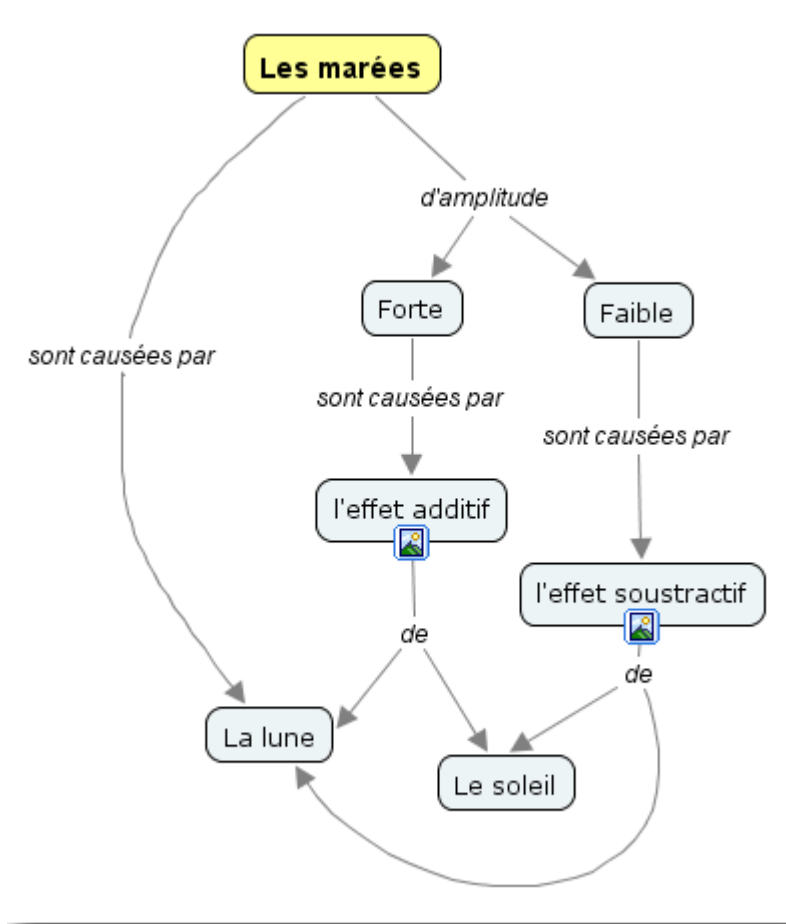 Les marées
d'amplitude
Forte
Faible
sont causées par
sont causées par
sont causées par
l'effet additif
l'effet soustractif
de
de
La lune
Le soleil